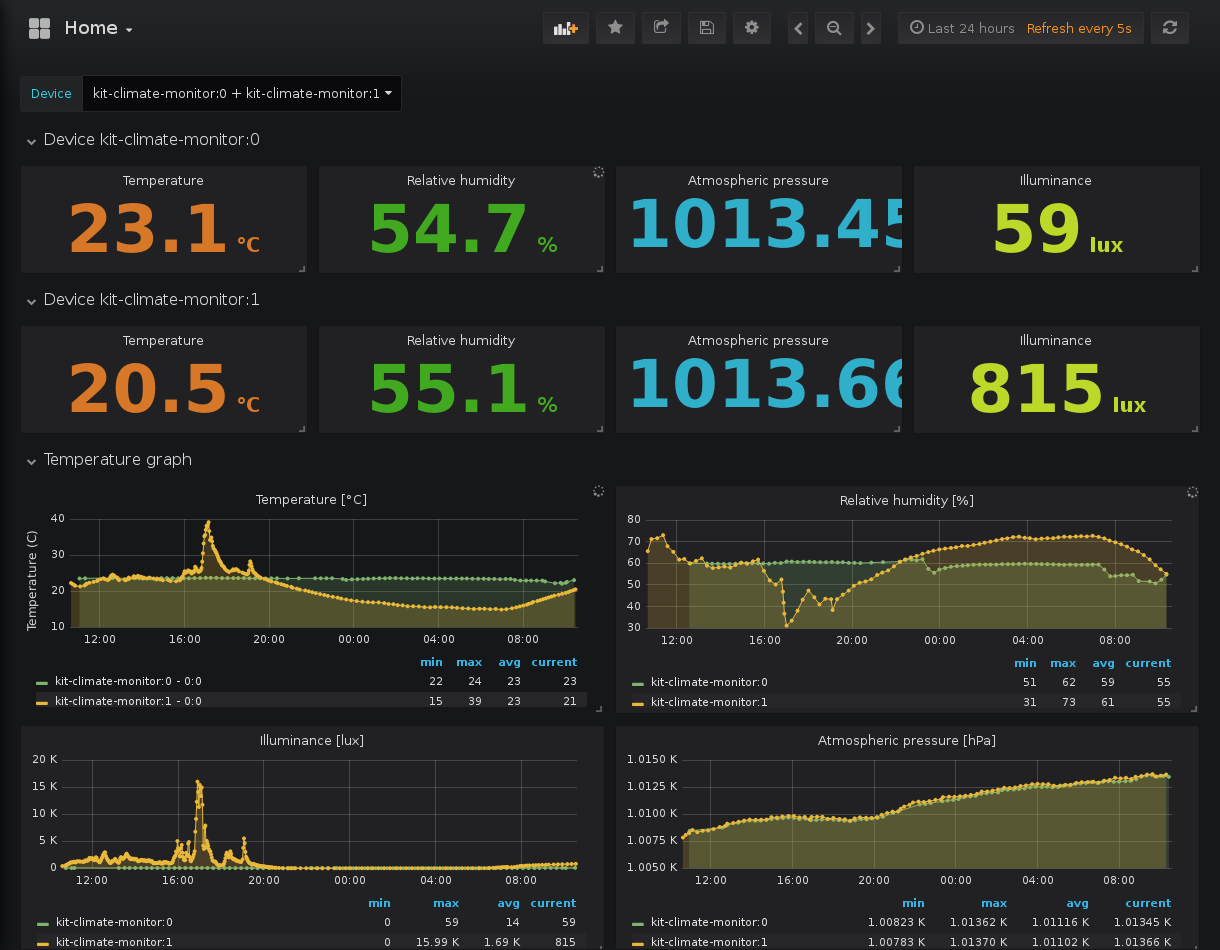 Home
Last 24 hours Refresh every 5s
Device kit-climate-monitor:0 + kit-climate-monitor:1
Device kit-climate-monitor:0
Temperature Relative humidity Atmospheric pressure Illuminance
23.1 °C 54.7 % 1013.45 59 lux
Device kit-climate-monitor:1
Temperature Relative humidity Atmospheric pressure Illuminance
20.5 °C 55.1 % 1013.66 815 lux
Temperature graph
Temperature [°C]
Temperature (C)
40
30
20
10
12:00 16:00 20:00 00:00 04:00 08:00
min max avg current
kit-climate-monitor:0 - 0:0 22 24 23 23
kit-climate-monitor:1 - 0:0 15 39 23 21
Relative humidity [%]
80
70
60
50
40
30
12:00 16:00 20:00 00:00 04:00 08:00
min max avg current
kit-climate-monitor:0 51 62 59 55
kit-climate-monitor:1 31 73 61 55
Illuminance [lux]
20 K
15 K
10 K
5 K
0
12:00 16:00 20:00 00:00 04:00 08:00
min max avg current
kit-climate-monitor:0 0 59 14 59
kit-climate-monitor:1 0 15.99 K 1.69 K 815
Atmospheric pressure [hPa]
1.0150 K
1.0125 K
1.0100 K
1.0075 K
1.0050 K
12:00 16:00 20:00 00:00 04:00 08:00
min max avg current
kit-climate-monitor:0 1.00823 K 1.01362 K 1.01116 K 1.01345 K
kit-climate-monitor:1 1.00783 K 1.01370 K 1.01102 K 1.01366 K